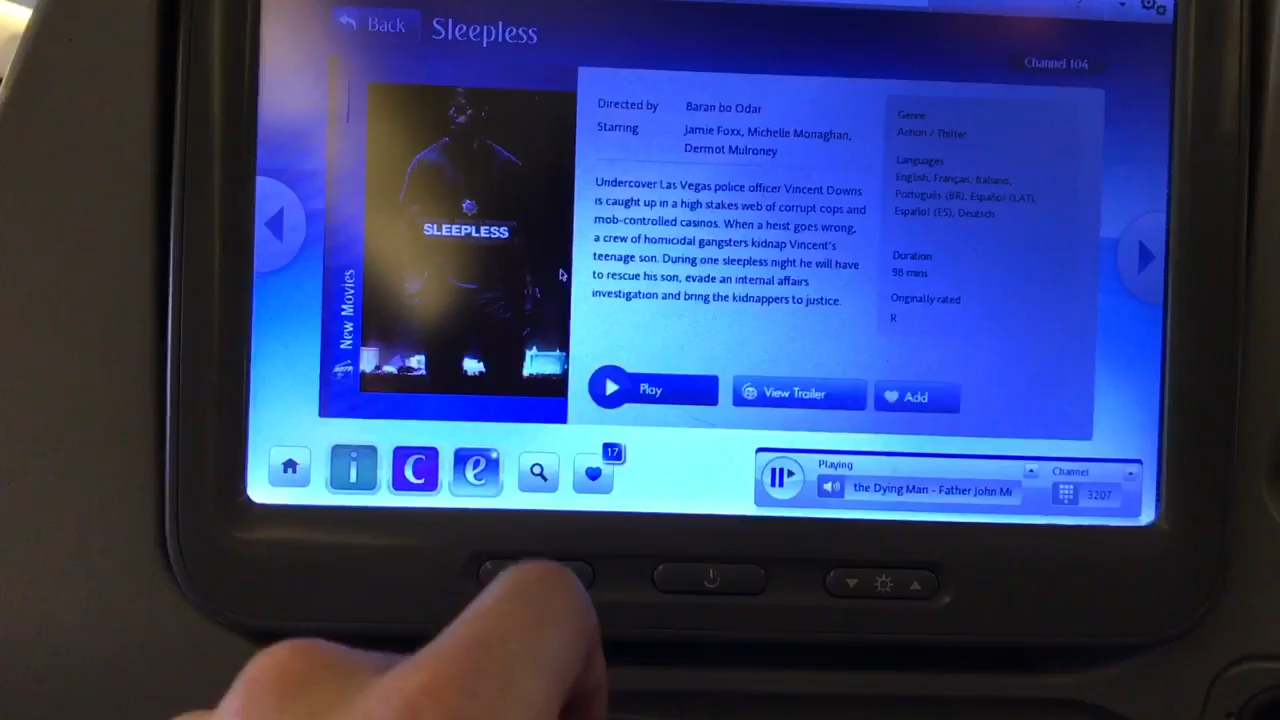 Back
Sleepless
Channel 104
New Movies
SLEEPLESS
Directed by Baran bo Odar
Starring Jamie Foxx, Michelle Monaghan,
Dermot Mulroney
Undercover Las Vegas police officer Vincent Downs
is caught up in a high stakes web of corrupt cops and
mob-controlled casinos. When a heist goes wrong,
a crew of homicidal gangsters kidnap Vincent's
teenage son. During one sleepless night he will have
to rescue his son, evade an internal affairs
investigation and bring the kidnappers to justice.
Genre
Action / Thriller
Languages
English, Français, Italiano,
Português (BR), Español (LAT),
Español (ES), Deutsch
Duration
98 mins
Originally rated
R
Play
View Trailer
Add
i
C
e
17
Playing
the Dying Man - Father John Mi
Channel
3207